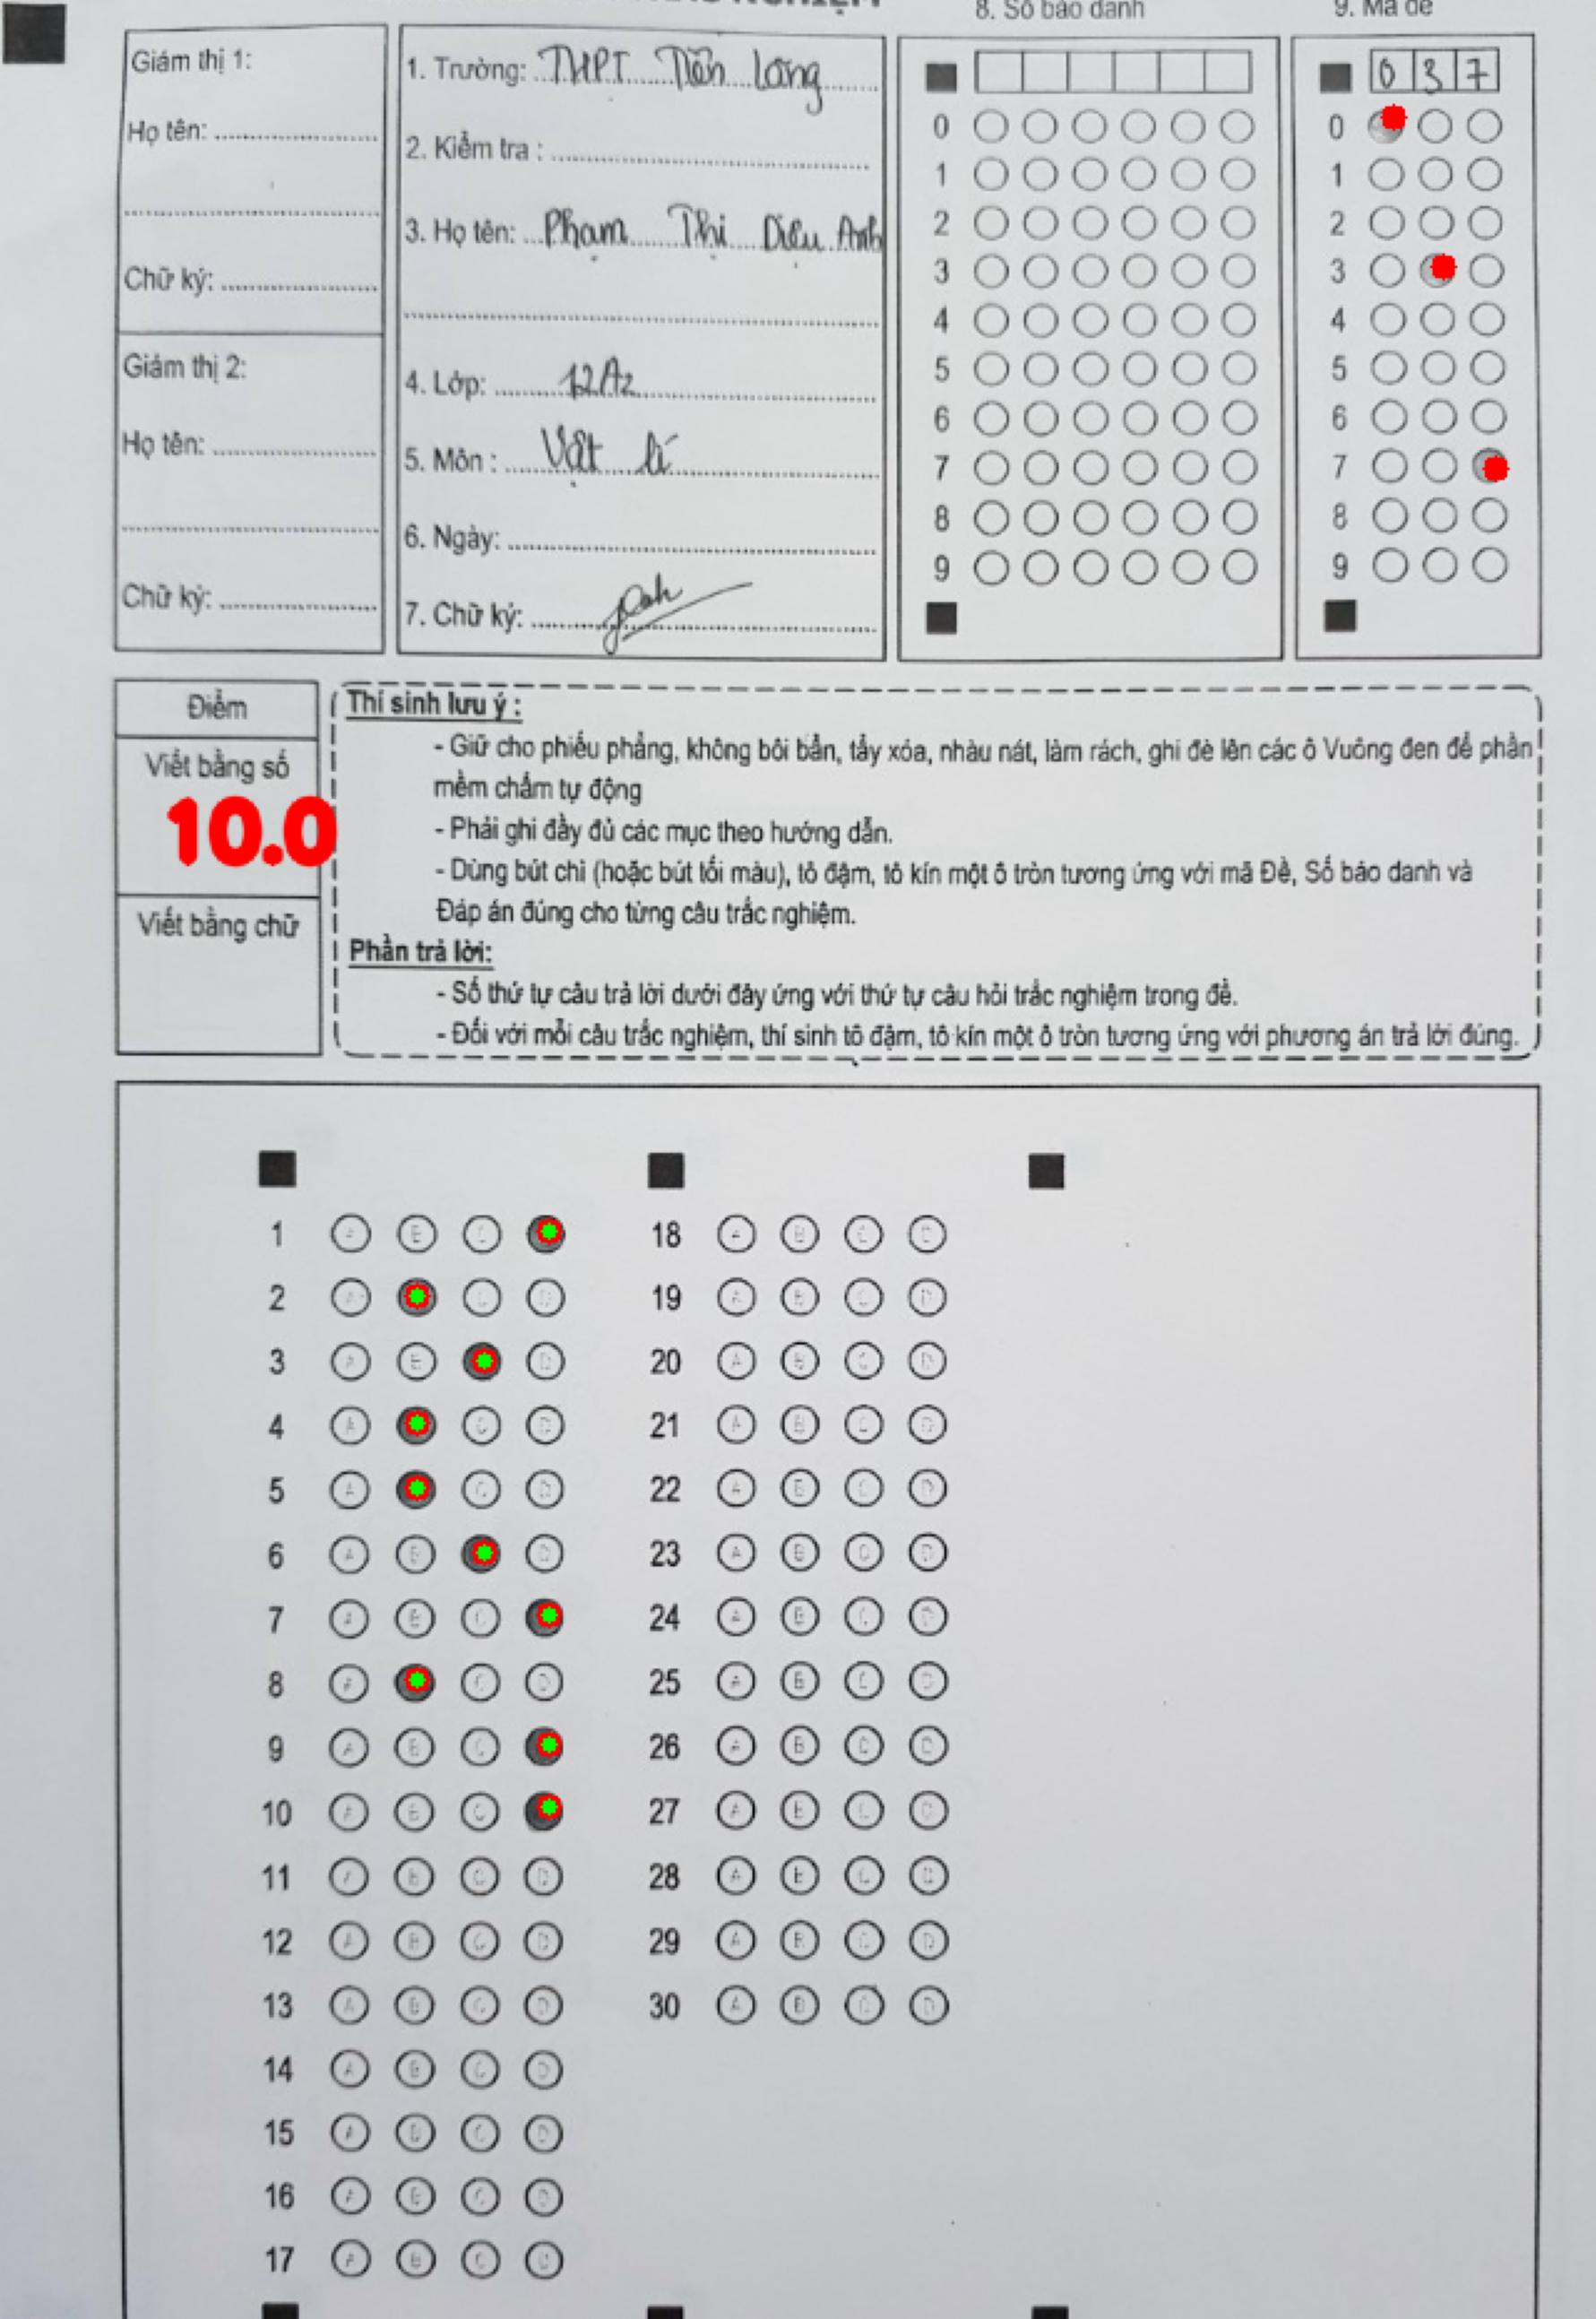 8. Số báo danh
9. Mã đề
Giám thị 1:
Họ tên:
Chữ ký:
Giám thị 2:
Họ tên:
Chữ ký:
1. Trường: THPT Tiên Lãng
2. Kiểm tra :
3. Họ tên: Phạm Thị Diệu Anh
4. Lớp: 12A2
5. Môn : Vật lí
6. Ngày:
7. Chữ ký:
0
1
2
3
4
5
6
7
8
9
0 3 7
0
1
2
3
4
5
6
7
8
9
Điểm
Viết bằng số
10.0
Viết bằng chữ
Thí sinh lưu ý :
- Giữ cho phiếu phẳng, không bôi bẩn, tẩy xóa, nhàu nát, làm rách, ghi đè lên các ô Vuông đen để phần
mềm chấm tự động
- Phải ghi đầy đủ các mục theo hướng dẫn.
- Dùng bút chì (hoặc bút tối màu), tô đậm, tô kín một ô tròn tương ứng với mã Đề, Số báo danh và
Đáp án đúng cho từng câu trắc nghiệm.
Phần trả lời:
- Số thứ tự câu trả lời dưới đây ứng với thứ tự câu hỏi trắc nghiệm trong đề.
- Đối với mỗi câu trắc nghiệm, thí sinh tô đậm, tô kín một ô tròn tương ứng với phương án trả lời đúng.
1
2
3
4
5
6
7
8
9
10
11
12
13
14
15
16
17
18
19
20
21
22
23
24
25
26
27
28
29
30